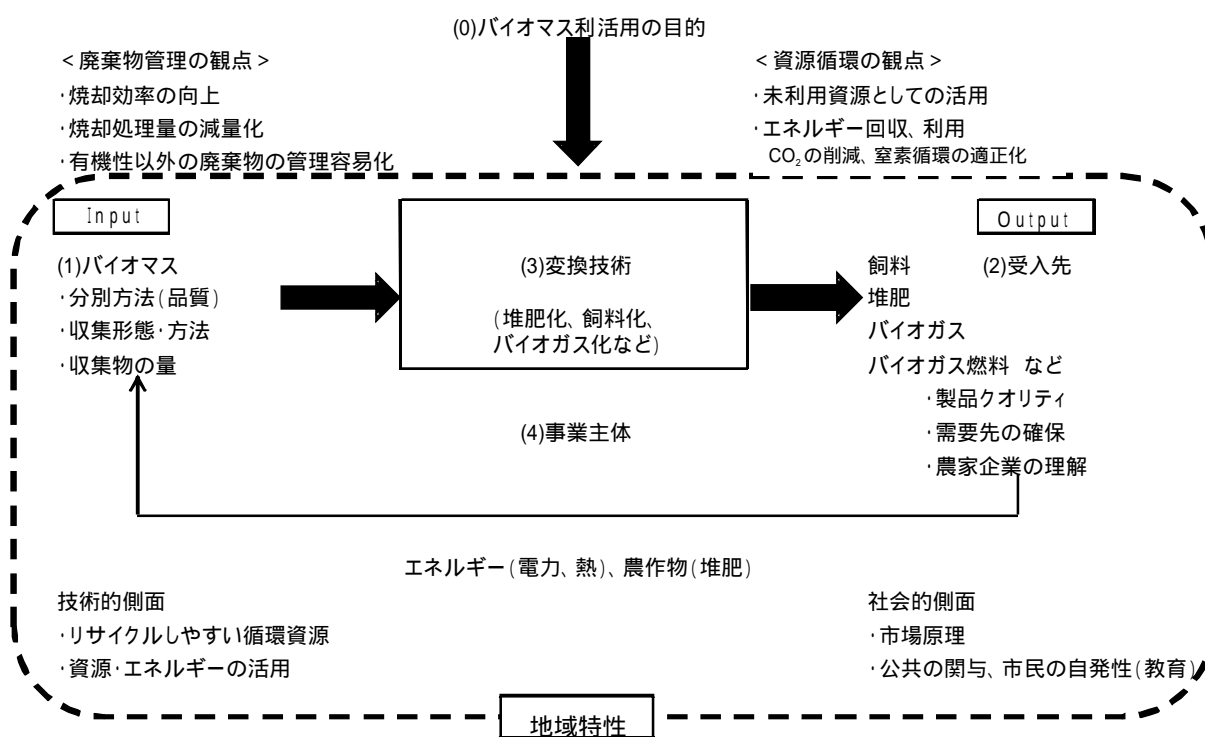 (0)バイオマス利活用の目的
<廃棄物管理の観点>
・焼却効率の向上
・焼却処理量の減量化
・有機性以外の廃棄物の管理容易化
<資源循環の観点>
・未利用資源としての活用
・エネルギー回収、利用
CO₂の削減、窒素循環の適正化
Input
(1)バイオマス
・分別方法(品質)
・収集形態・方法
・収集物の量
(3)変換技術
(堆肥化、飼料化、
バイオガス化など)
(4)事業主体
Output
飼料 (2)受入先
堆肥
バイオガス
バイオガス燃料 など
・製品クオリティ
・需要先の確保
・農家企業の理解
エネルギー(電力、熱)、農作物(堆肥)
技術的側面
・リサイクルしやすい循環資源
・資源・エネルギーの活用
社会的側面
・市場原理
・公共の関与、市民の自発性(教育)
地域特性